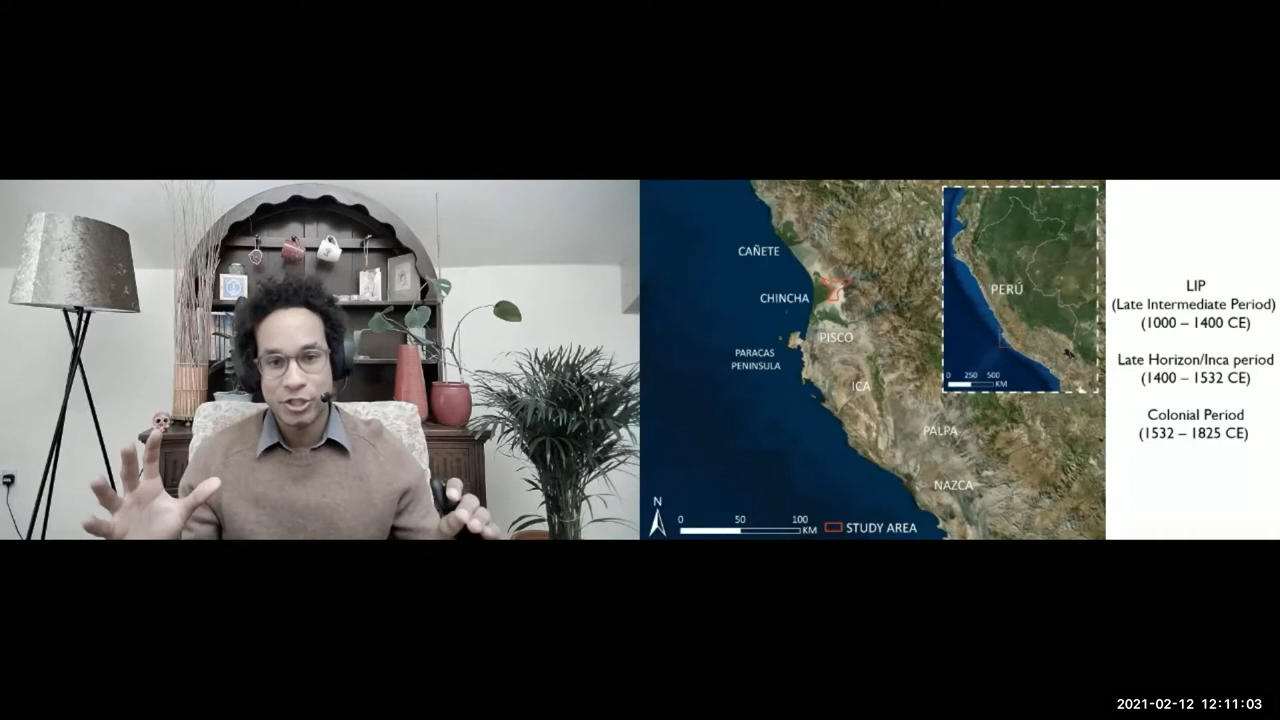 CAÑETE
CHINCHA
PISCO
PARACAS
PENINSULA
ICA
PALPA
NAZCA
N
0 50 100
KM
STUDY AREA
PERÚ
0 250 500
KM
LIP
(Late Intermediate Period)
(1000 – 1400 CE)
Late Horizon/Inca period
(1400 – 1532 CE)
Colonial Period
(1532 – 1825 CE)
2021-02-12 12:11:03